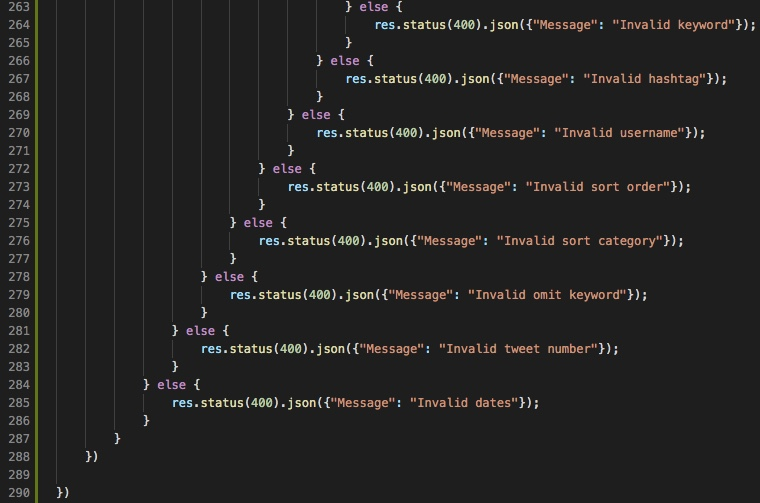 263 } else {
264 res.status(400).json({"Message": "Invalid keyword"});
265 }
266 } else {
267 res.status(400).json({"Message": "Invalid hashtag"});
268 }
269 } else {
270 res.status(400).json({"Message": "Invalid username"});
271 }
272 } else {
273 res.status(400).json({"Message": "Invalid sort order"});
274 }
275 } else {
276 res.status(400).json({"Message": "Invalid sort category"});
277 }
278 } else {
279 res.status(400).json({"Message": "Invalid omit keyword"});
280 }
281 } else {
282 res.status(400).json({"Message": "Invalid tweet number"});
283 }
284 } else {
285 res.status(400).json({"Message": "Invalid dates"});
286 }
287 }
288 })
289
290 })